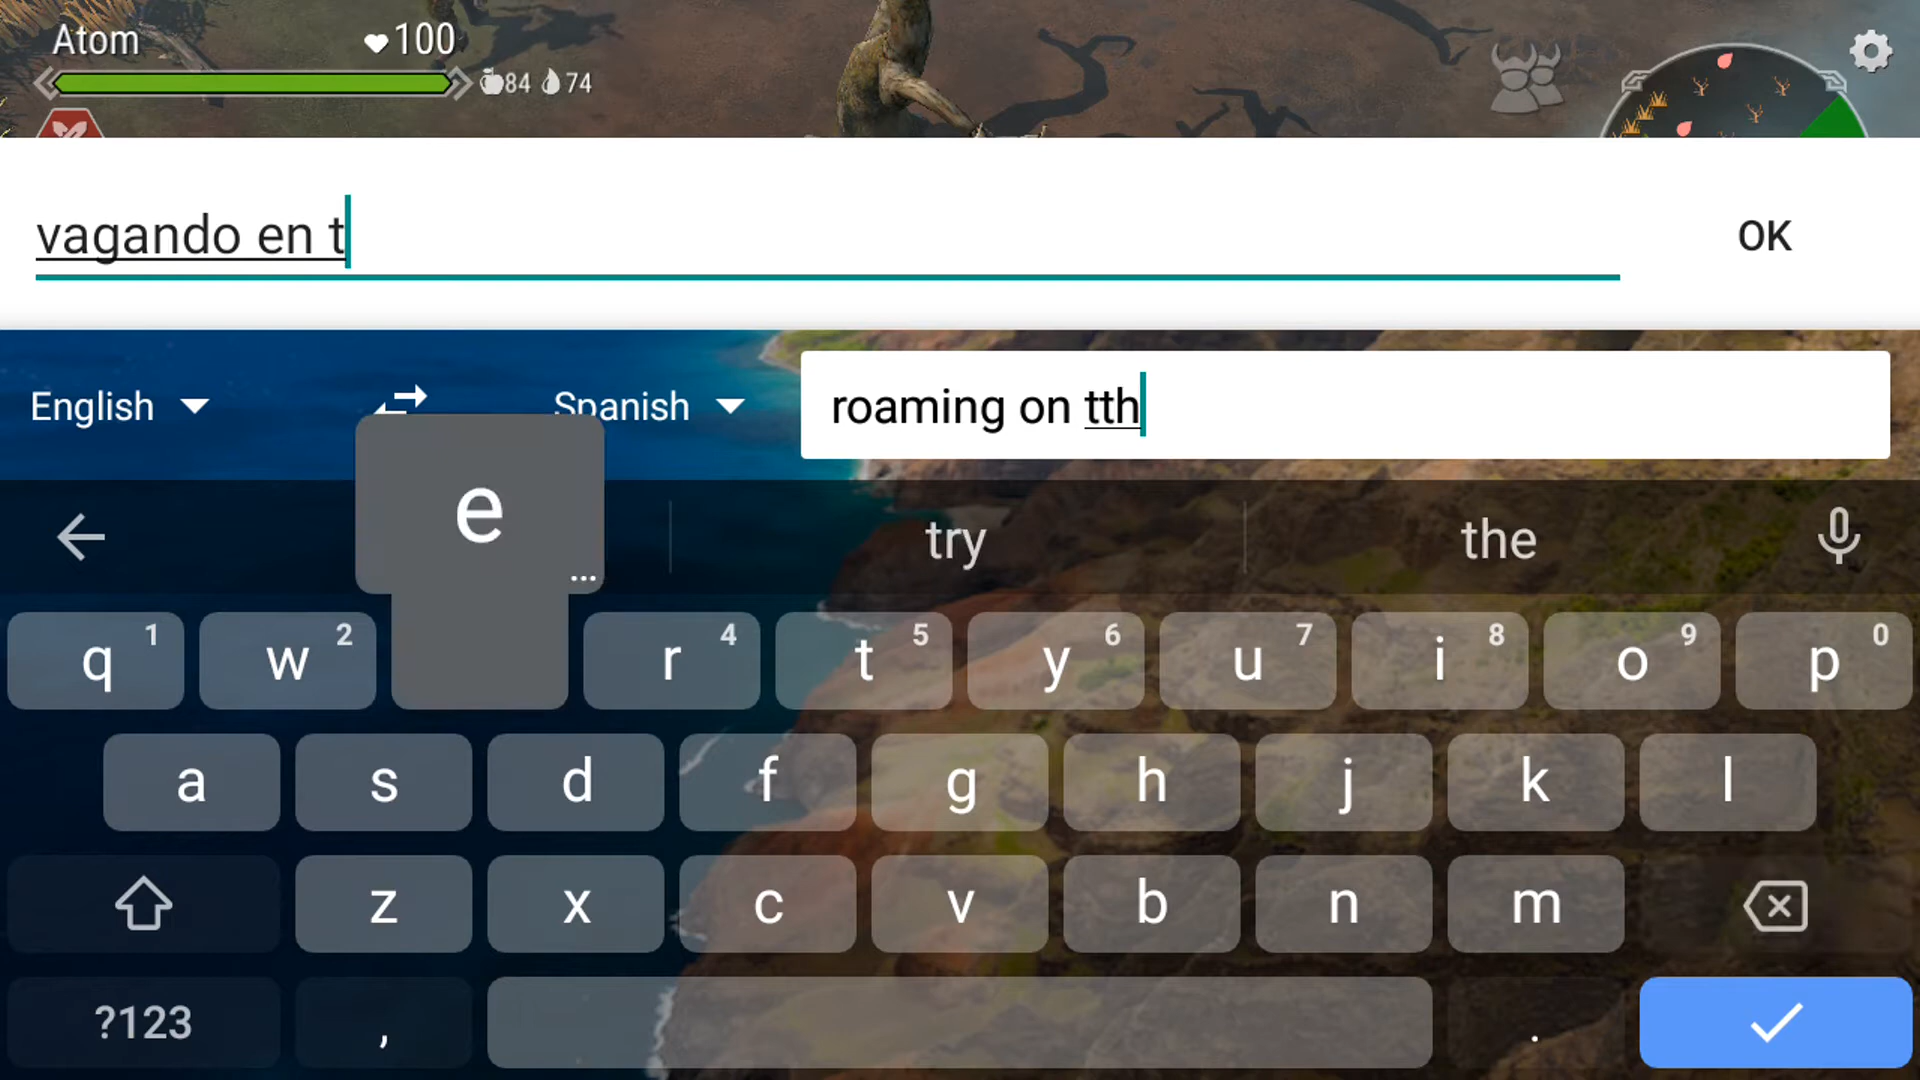 Atom
100
84 74
vagando en t
OK
English
Spanish
roaming on tth
e
...
try
the
q 1
w 2
r 4
t 5
y 6
u 7
i 8
o 9
p 0
a
s
d
f
g
h
j
k
l
z
x
c
v
b
n
m
?123
,
.